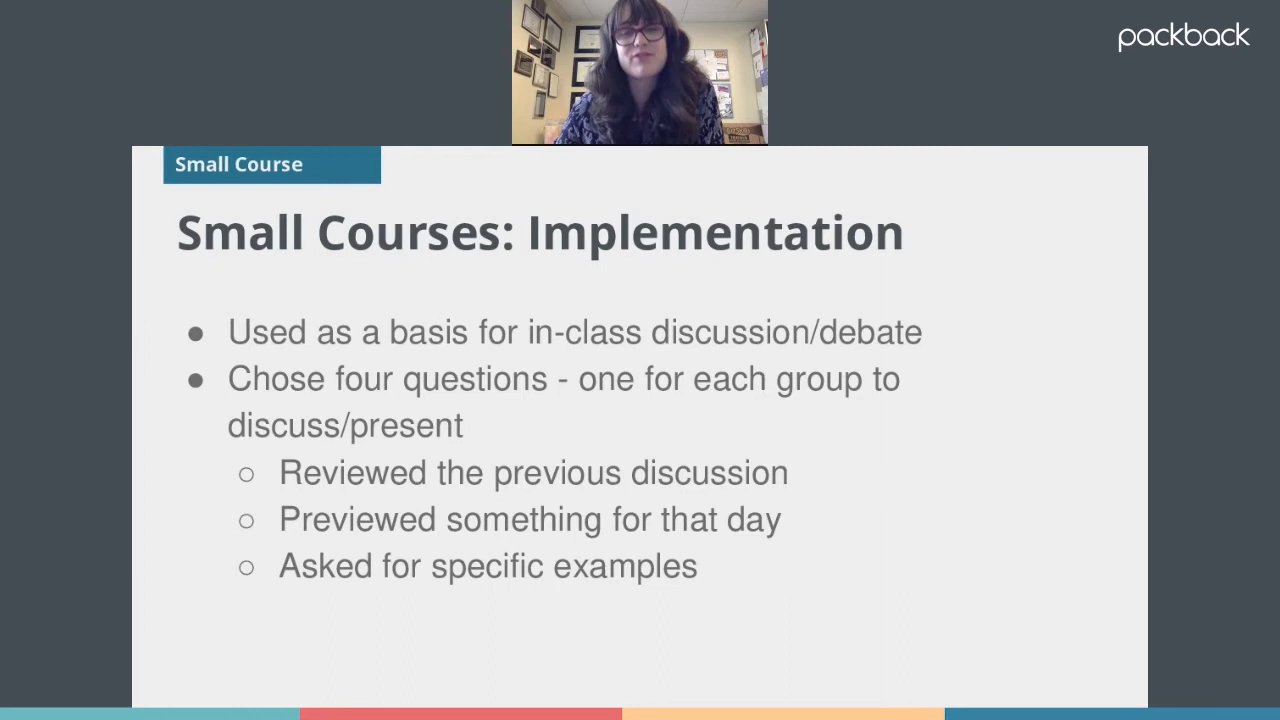 packback
Small Course
Small Courses: Implementation
● Used as a basis for in-class discussion/debate
● Chose four questions - one for each group to
discuss/present
○ Reviewed the previous discussion
○ Previewed something for that day
○ Asked for specific examples